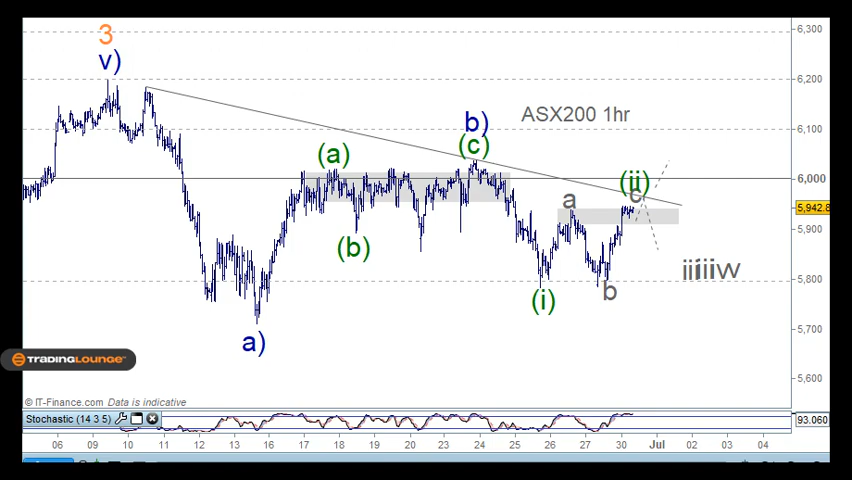 3
6,300
v)
6,200
ASX200 1hr
b)
6,100
(c)
(a)
(ii)
6,000
a
c
5,942.8
(b)
5,900
iiíiiw
b
5,800
(i)
a)
5,700
TRADINGLOUNGE
5,600
© IT-Finance.com Data is indicative
Stochastic (14 3 5)
93.060
06 09 10 11 12 13 16 17 18 19 20 23 24 25 26 27 30 Jul 02 03 04